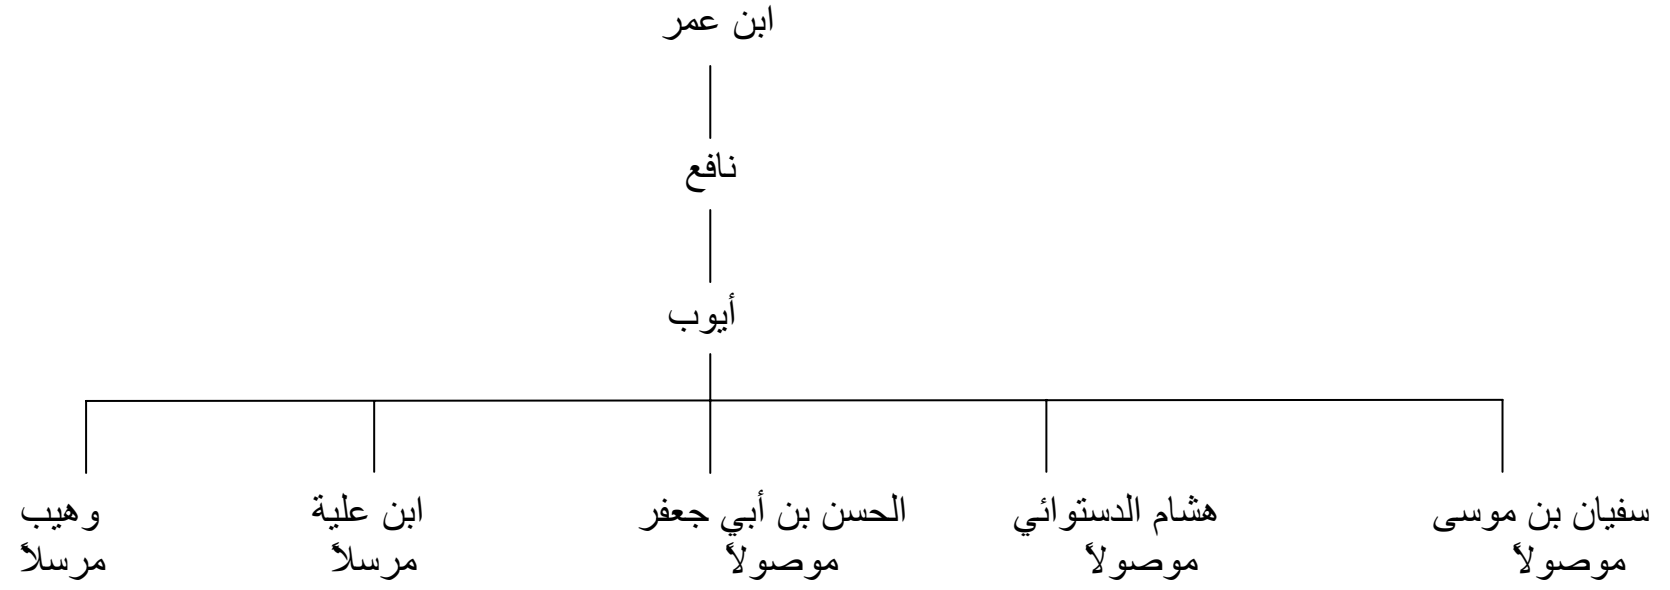 ابن عمر
نافع
أيوب
سفيان بن موسى
موصولاً
هشام الدستوائي
موصولاً
الحسن بن أبي جعفر
موصولاً
ابن علية
مرسلاً
وهيب
مرسلاً